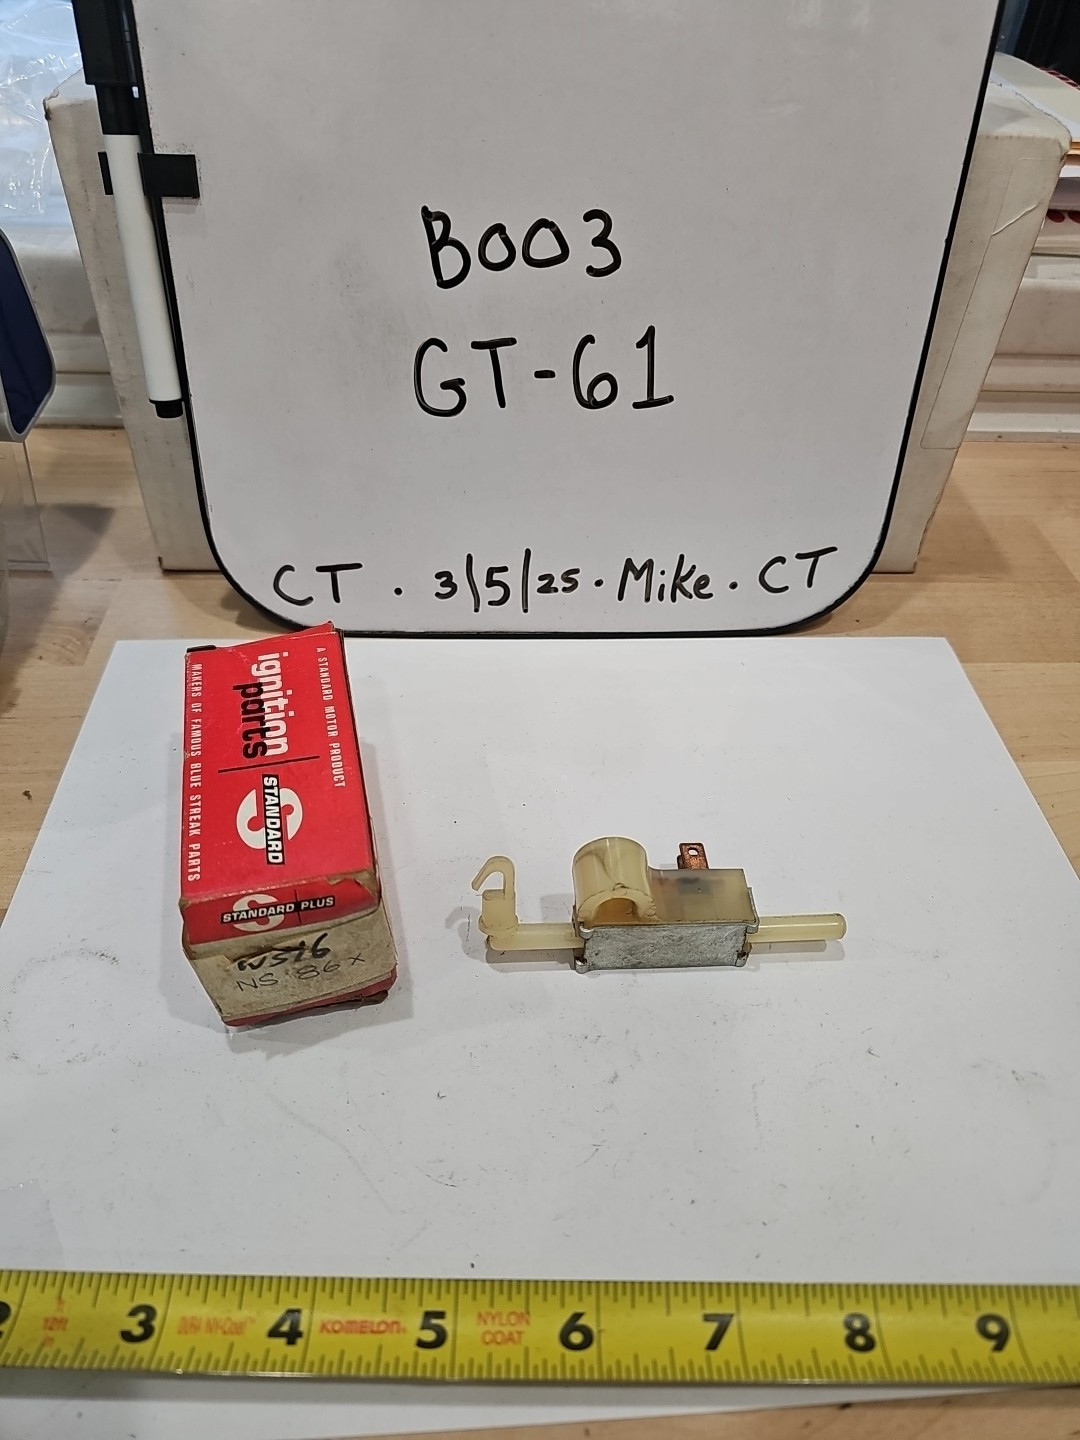 B003
GT-61
CT . 3/5/25 . Mike . CT
A STANDARD MOTOR PRODUCT
ignition
parts
STANDARD
MAKERS OF FAMOUS BLUE STREAK PARTS
STANDARD PLUS
NS 86 X
3 4 KOMELON 5 NYLON COAT 6 7 8 9